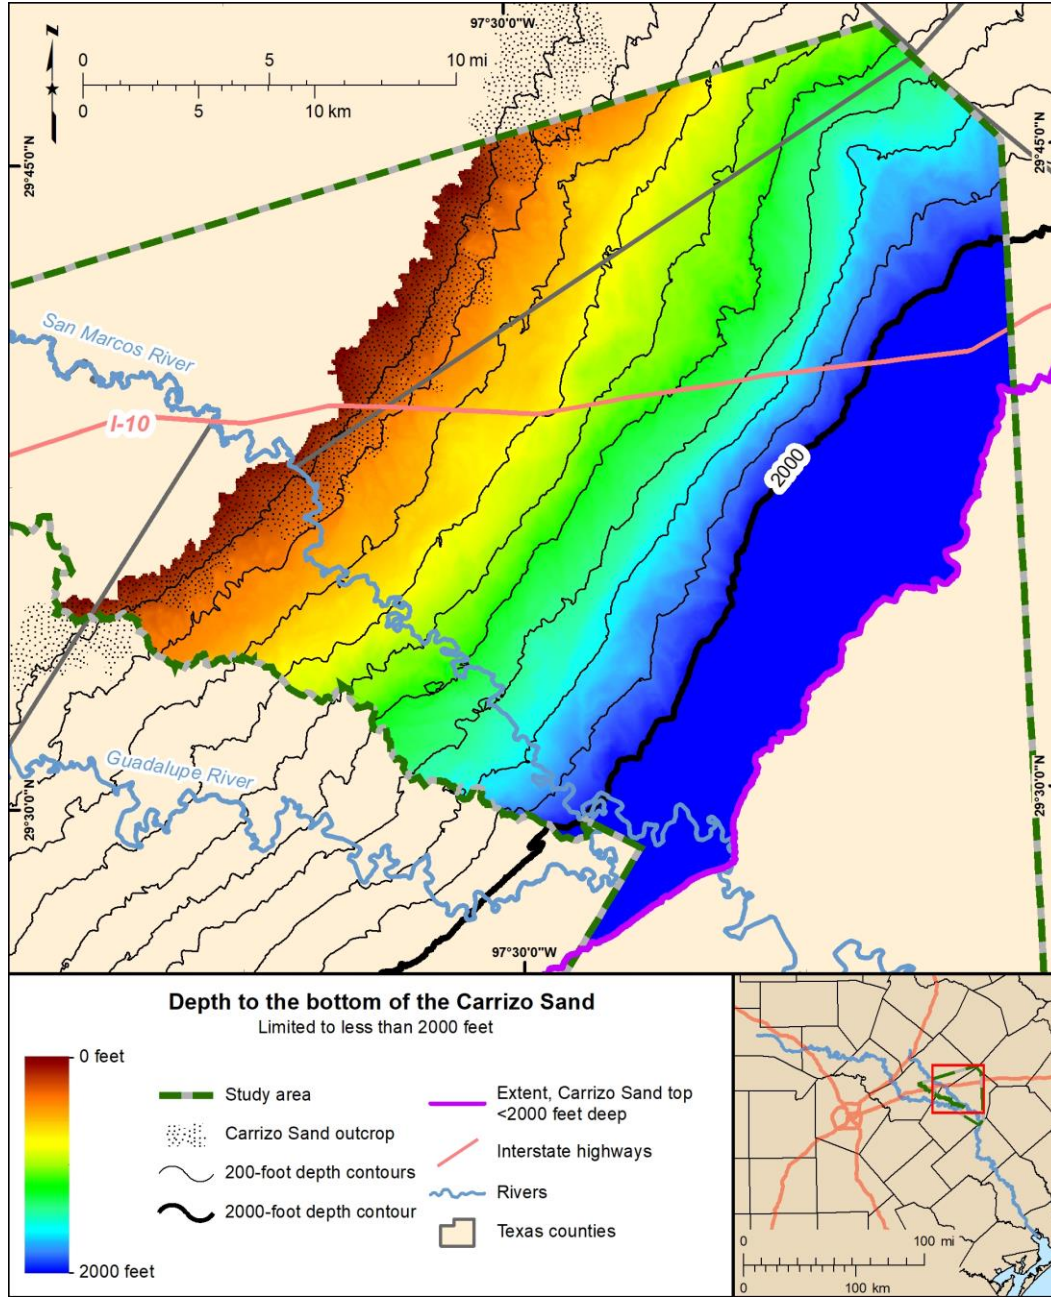 97°30'0"W
z
0 5 10 mi
0 5 10 km
29°45'0"N
29°45'0"N
San Marcos River
I-10
2000
Guadalupe River
29°30'0"N
29°30'0"N
97°30'0"W
Depth to the bottom of the Carrizo Sand
Limited to less than 2000 feet
0 feet
2000 feet
Study area
Carrizo Sand outcrop
200-foot depth contours
2000-foot depth contour
Extent, Carrizo Sand top
<2000 feet deep
Interstate highways
Rivers
Texas counties
0 100 mi
0 100 km